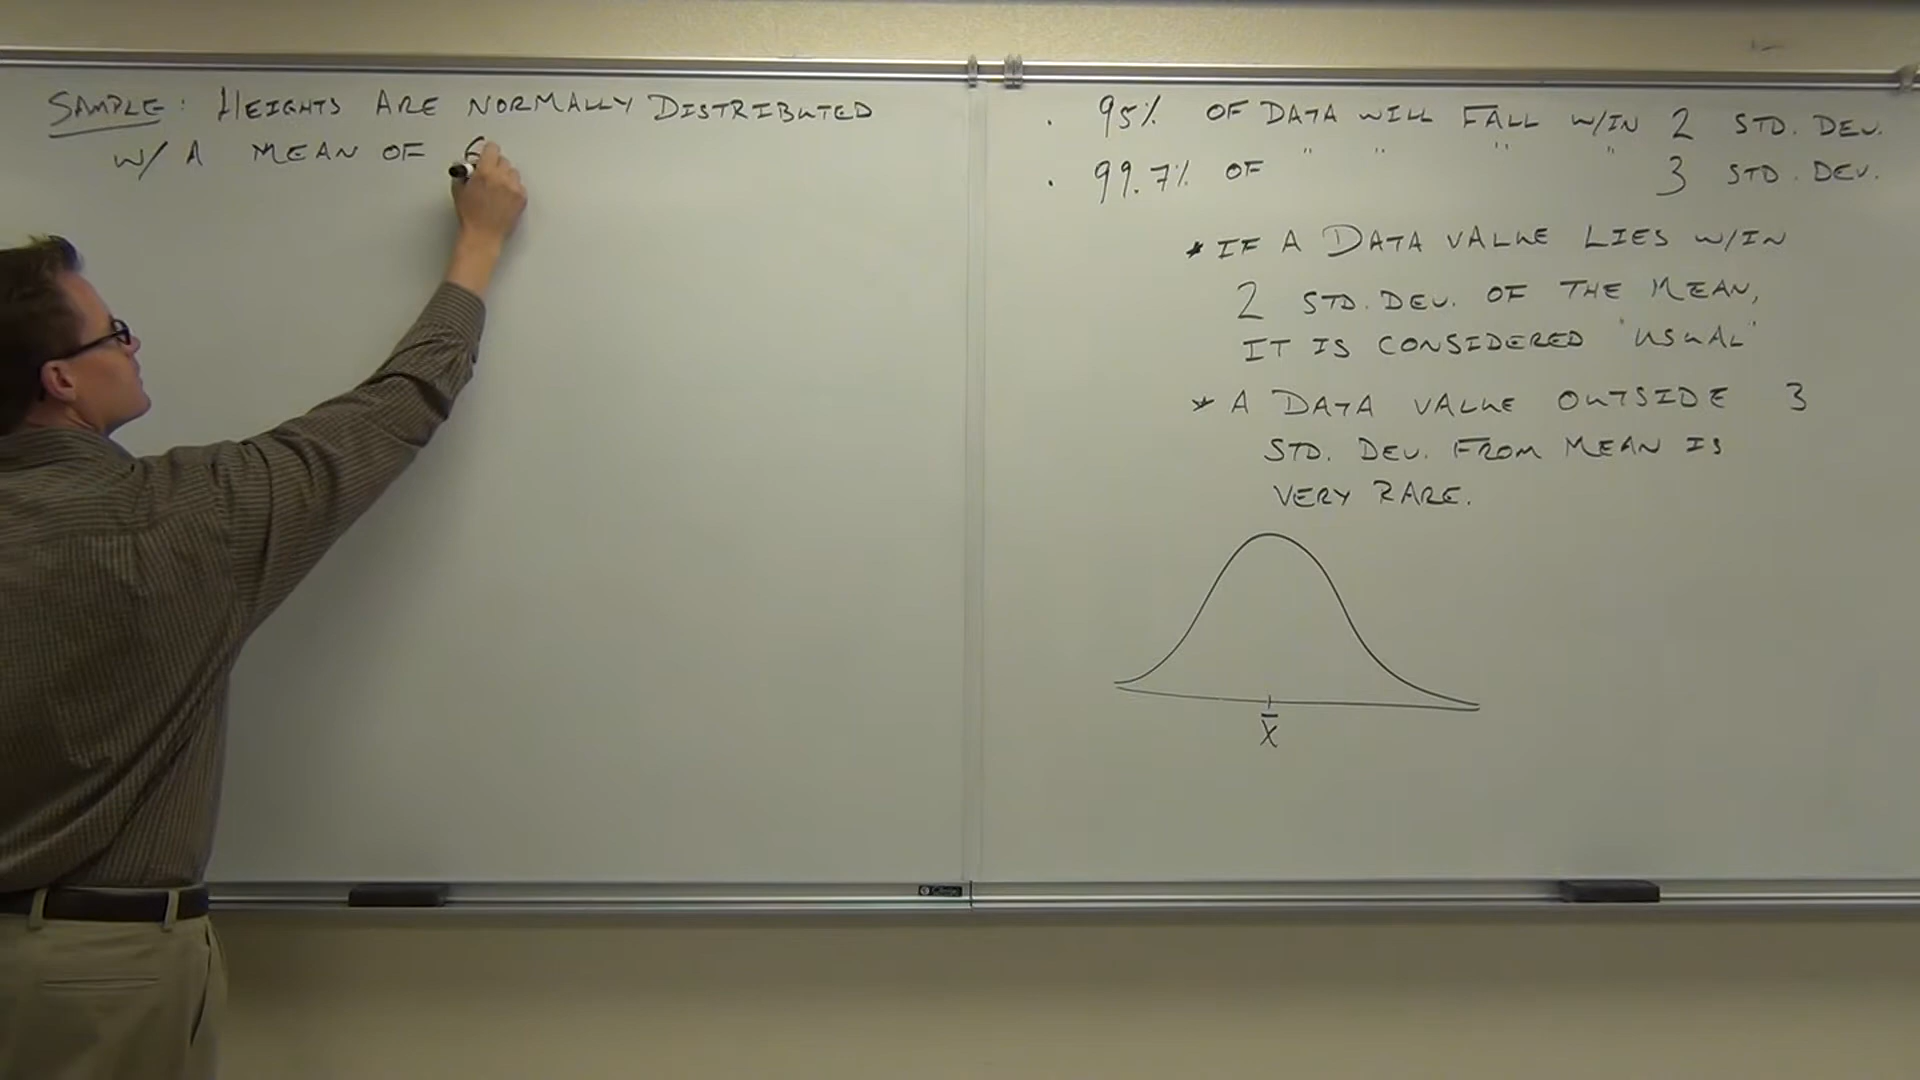 SAMPLE: HEIGHTS ARE NORMALLY DISTRIBUTED
W/ A MEAN OF 6
· 95% OF DATA WILL FALL W/IN 2 STD. DEV.
· 99.7% OF " " " " 3 STD. DEV.
* IF A DATA VALUE LIES W/IN
2 STD. DEV. OF THE MEAN,
IT IS CONSIDERED "USUAL"
* A DATA VALUE OUTSIDE 3
STD. DEV. FROM MEAN IS
VERY RARE.
x̄